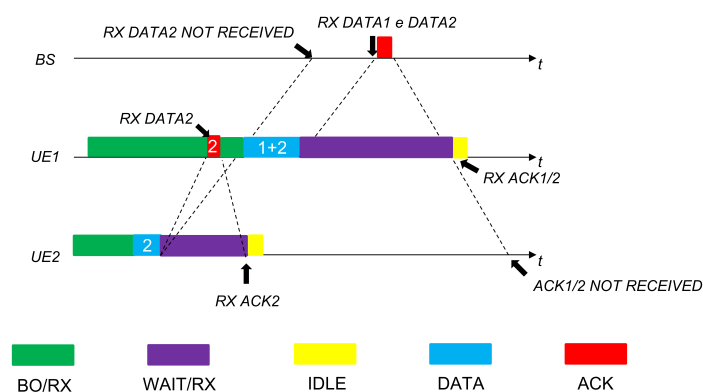 RX DATA1 e DATA2
RX DATA2 NOT RECEIVED
BS
t
RX DATA2
2
1+2
UE1
t
RX ACK1/2
2
UE2
t
RX ACK2
ACK1/2 NOT RECEIVED
BO/RX
WAIT/RX
IDLE
DATA
ACK